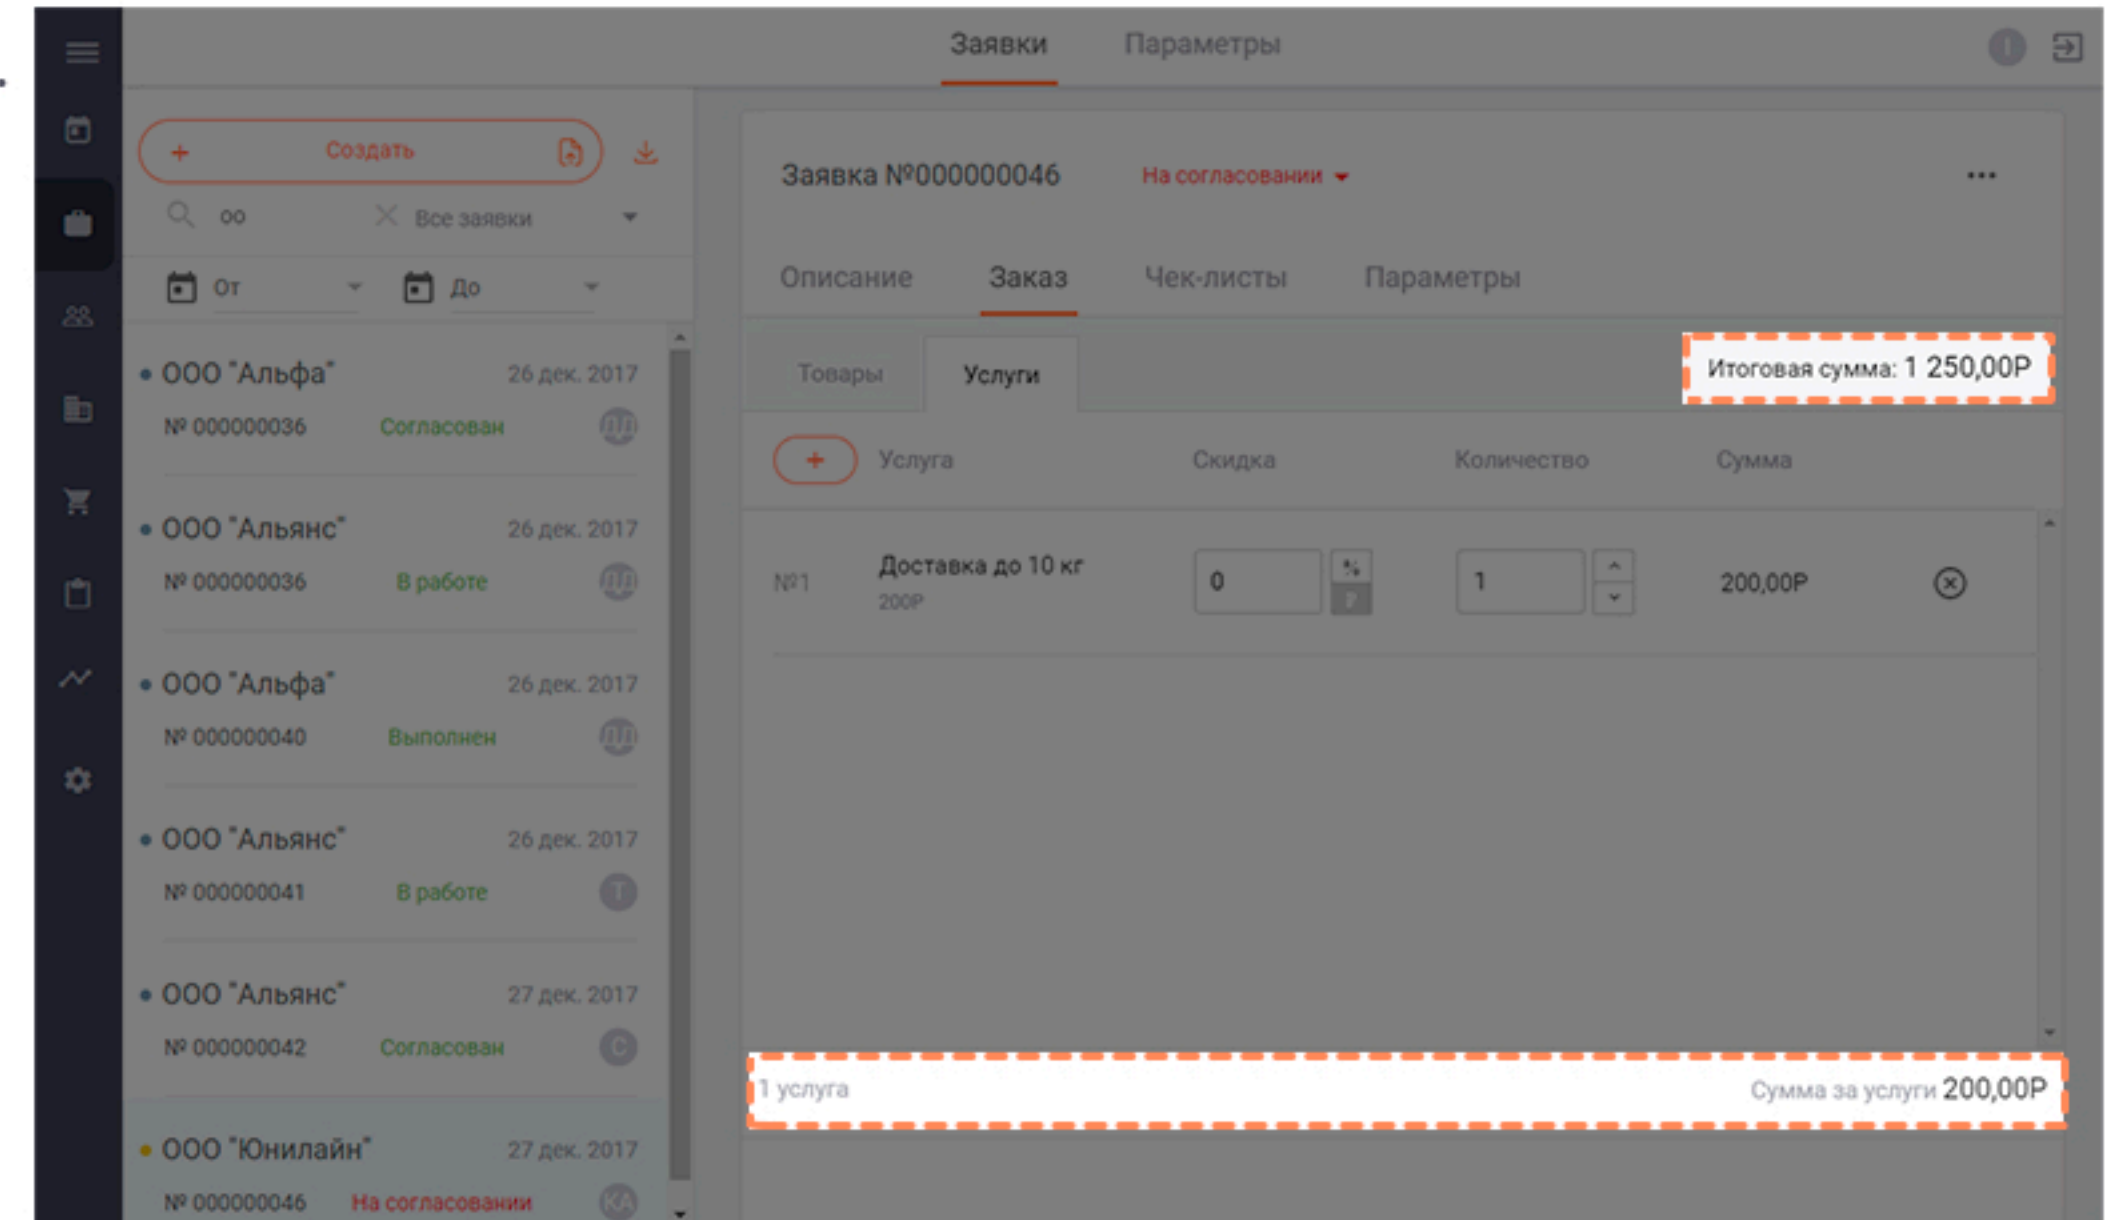 Заявки Параметры
I
+ Создать
оо Все заявки
От До
ООО "Альфа" 26 дек. 2017
№ 000000036 Согласован
ООО "Альянс" 26 дек. 2017
№ 000000036 В работе
ООО "Альфа" 26 дек. 2017
№ 000000040 Выполнен
ООО "Альянс" 26 дек. 2017
№ 000000041 В работе Т
ООО "Альянс" 27 дек. 2017
№ 000000042 Согласован С
ООО "Юнилайн" 27 дек. 2017
№ 000000046 На согласовании КА
Заявка №000000046 На согласовании ...
Описание Заказ Чек-листы Параметры
Товары Услуги Итоговая сумма: 1 250,00Р
+ Услуга Скидка Количество Сумма
№1 Доставка до 10 кг 0 % 1 200,00Р
200Р
1 услуга Сумма за услуги 200,00Р